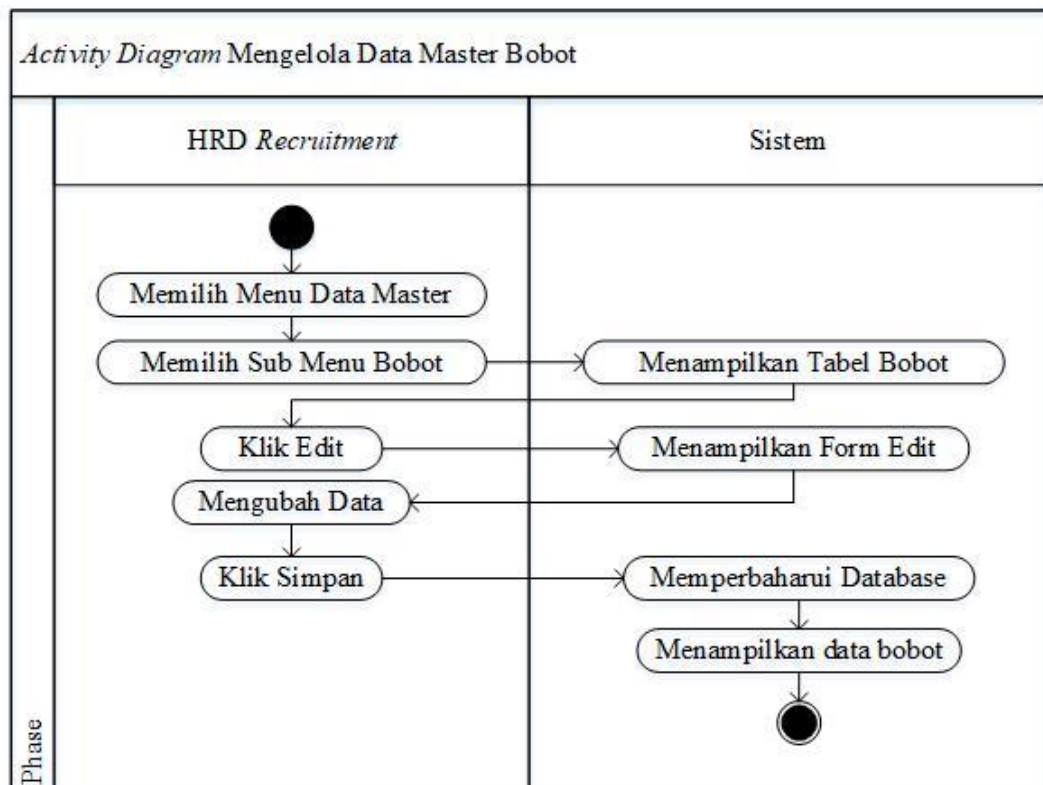 Activity Diagram Mengelola Data Master Bobot
HRD Recruitment
Sistem
Memilih Menu Data Master
Memilih Sub Menu Bobot
Menampilkan Tabel Bobot
Klik Edit
Menampilkan Form Edit
Mengubah Data
Klik Simpan
Memperbaharui Database
Menampilkan data bobot
Phase